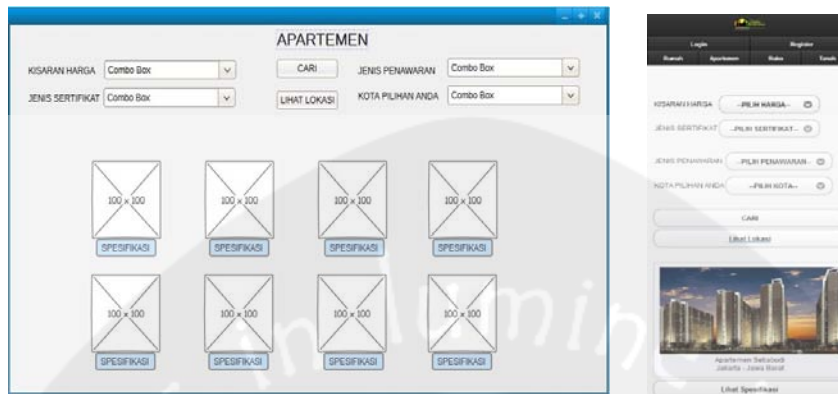 APARTEMEN
KISARAN HARGA Combo Box CARI JENIS PENAWARAN Combo Box
JENIS SERTIFIKAT Combo Box LIHAT LOKASI KOTA PILIHAN ANDA Combo Box
100 x 100 100 x 100 100 x 100 100 x 100
SPESIFIKASI SPESIFIKASI SPESIFIKASI SPESIFIKASI
100 x 100 100 x 100 100 x 100 100 x 100
SPESIFIKASI SPESIFIKASI SPESIFIKASI SPESIFIKASI
in lumin
Login Register
Rumah Apartemen Ruko Tanah
KISARAN HARGA --PILIH HARGA--
JENIS SERTIFIKAT --PILIH SERTIFIKAT--
JENIS PENAWARAN --PILIH PENAWARAN--
KOTA PILIHAN ANDA --PILIH KOTA--
CARI
Lihat Lokasi
Apartemen Setiabudi
Jakarta - Jawa Barat
Lihat Spesifikasi